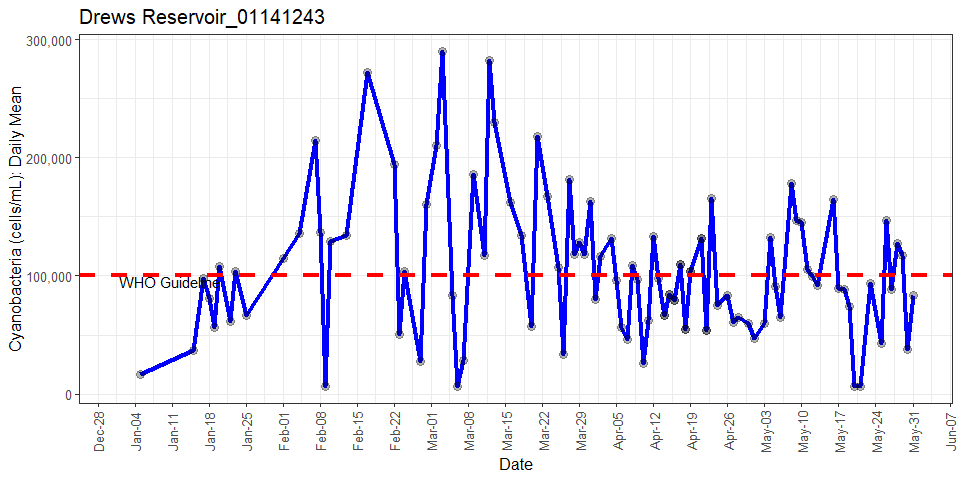 Drews Reservoir_01141243
Cyanobacteria (cells/mL): Daily Mean
300,000
200,000
100,000
0
WHO Guideline
Dec-28
Jan-04
Jan-11
Jan-18
Jan-25
Feb-01
Feb-08
Feb-15
Feb-22
Mar-01
Mar-08
Mar-15
Mar-22
Mar-29
Apr-05
Apr-12
Apr-19
Apr-26
May-03
May-10
May-17
May-24
May-31
Jun-07
Date